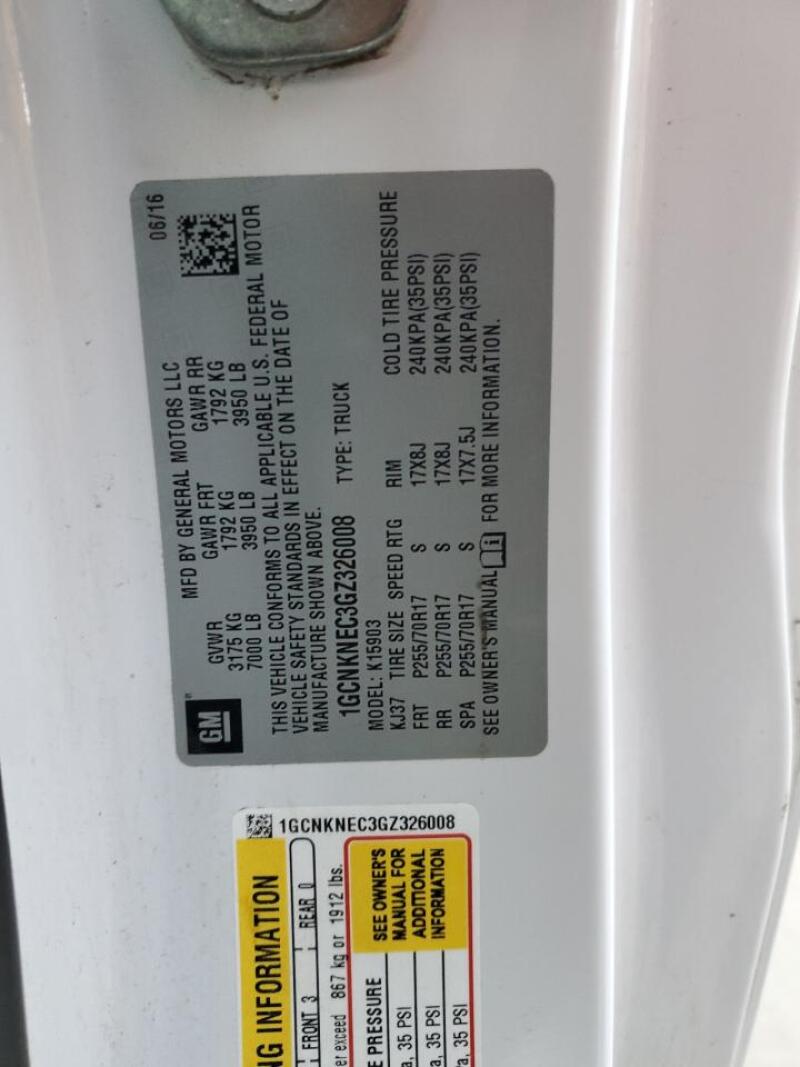 MFD BY GENERAL MOTORS LLC 06/16
GVWR GAWR FRT GAWR RR
3175 KG 1792 KG 1792 KG
7000 LB 3950 LB 3950 LB
GM
THIS VEHICLE CONFORMS TO ALL APPLICABLE U.S. FEDERAL MOTOR
VEHICLE SAFETY STANDARDS IN EFFECT ON THE DATE OF
MANUFACTURE SHOWN ABOVE.
1GCNKNEC3GZ326008 TYPE: TRUCK
MODEL: K15903
KJ37 TIRE SIZE SPEED RTG RIM COLD TIRE PRESSURE
FRT P255/70R17 S 17X8J 240KPA(35PSI)
RR P255/70R17 S 17X8J 240KPA(35PSI)
SPA P255/70R17 S 17X7.5J 240KPA(35PSI)
SEE OWNER'S MANUAL i FOR MORE INFORMATION.
1GCNKNEC3GZ326008
NG INFORMATION
FRONT 3 REAR 0
er exceed 867 kg or 1912 lbs.
E PRESSURE
a, 35 PSI
a, 35 PSI
a, 35 PSI
SEE OWNER'S
MANUAL FOR
ADDITIONAL
INFORMATION